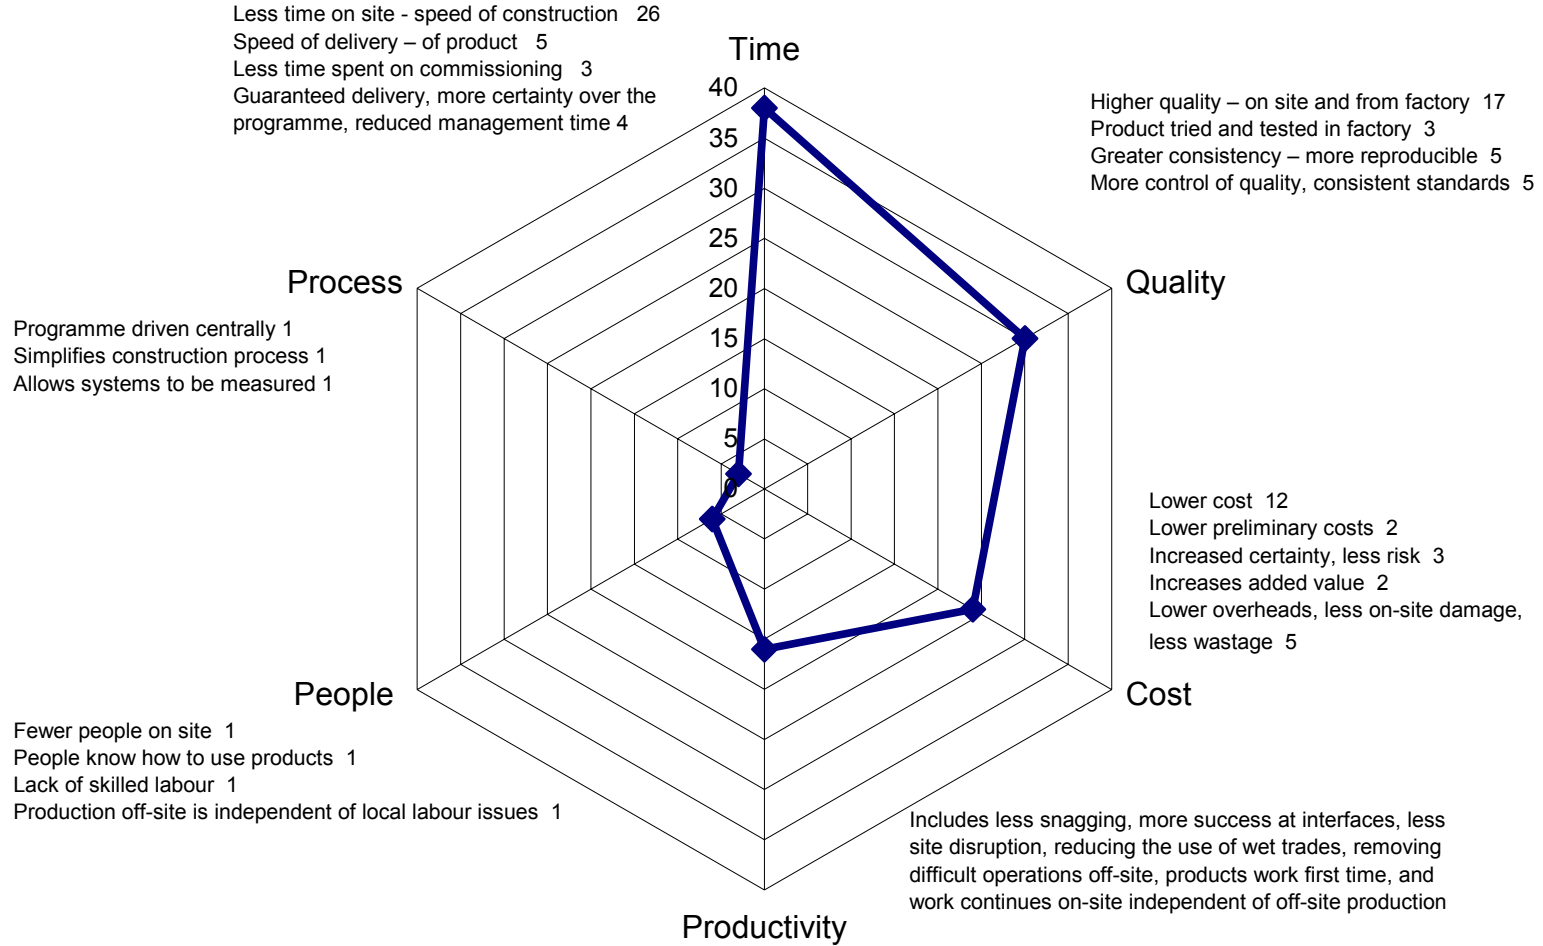 Less time on site - speed of construction 26
Speed of delivery – of product 5
Less time spent on commissioning 3
Guaranteed delivery, more certainty over the
programme, reduced management time 4
Time
40
35
30
25
20
15
10
5
0
Higher quality – on site and from factory 17
Product tried and tested in factory 3
Greater consistency – more reproducible 5
More control of quality, consistent standards 5
Process
Quality
Programme driven centrally 1
Simplifies construction process 1
Allows systems to be measured 1
Lower cost 12
Lower preliminary costs 2
Increased certainty, less risk 3
Increases added value 2
Lower overheads, less on-site damage,
less wastage 5
People
Cost
Fewer people on site 1
People know how to use products 1
Lack of skilled labour 1
Production off-site is independent of local labour issues 1
Includes less snagging, more success at interfaces, less
site disruption, reducing the use of wet trades, removing
difficult operations off-site, products work first time, and
work continues on-site independent of off-site production
Productivity